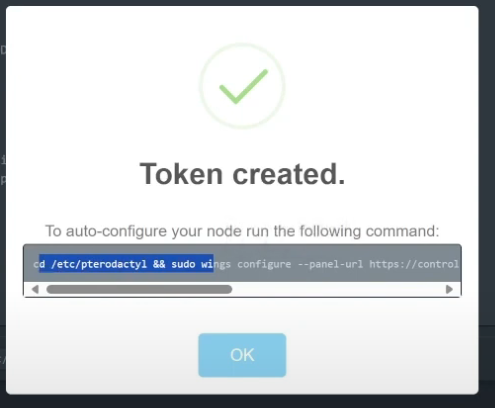 Token created.
To auto-configure your node run the following command:
cd /etc/pterodactyl && sudo wings configure --panel-url https://control
OK